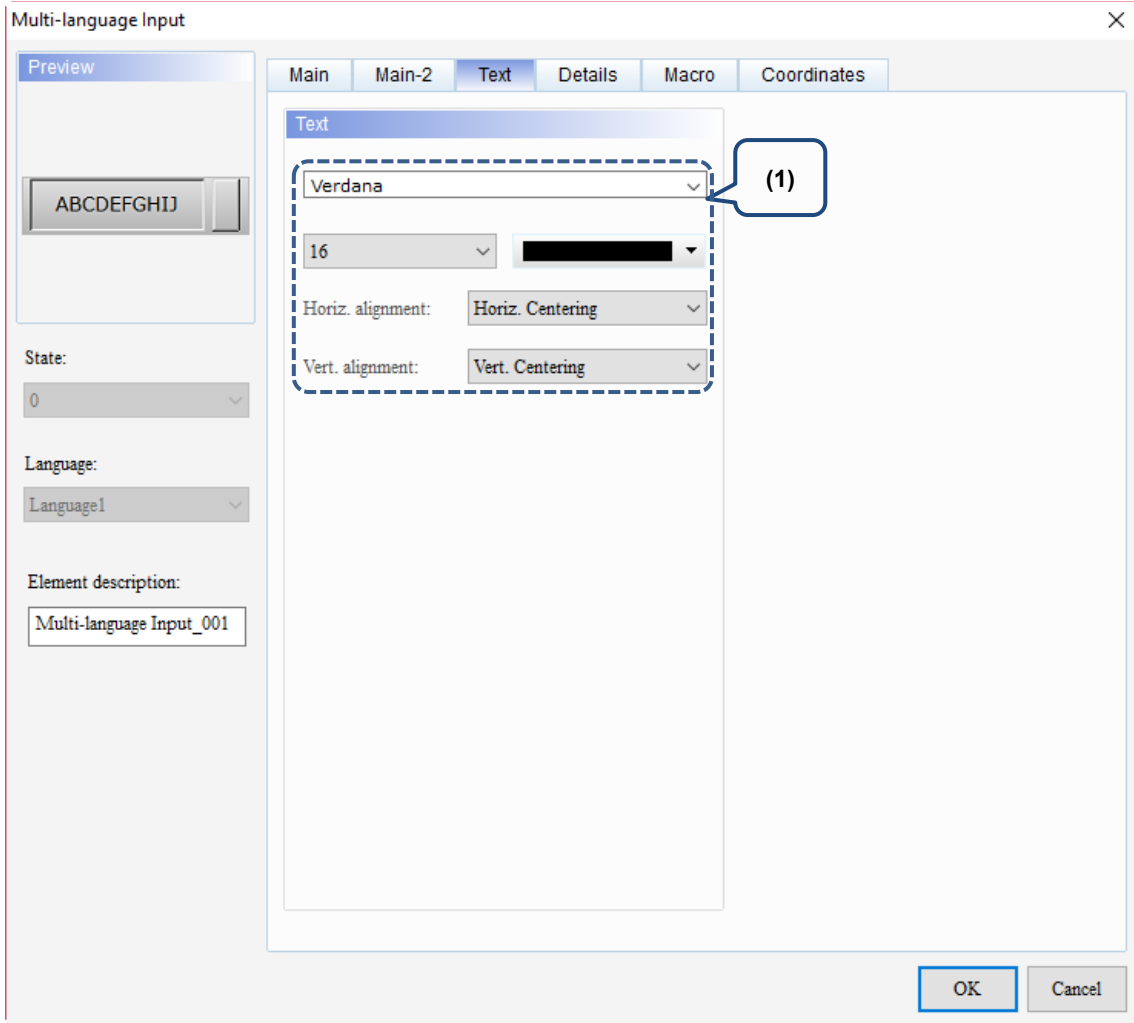 Multi-language Input
Preview
ABCDEFGHIJ
State:
0
Language:
Language1
Element description:
Multi-language Input_001
Main Main-2 Text Details Macro Coordinates
Text
Verdana
(1)
16
Horiz. alignment: Horiz. Centering
Vert. alignment: Vert. Centering
OK Cancel